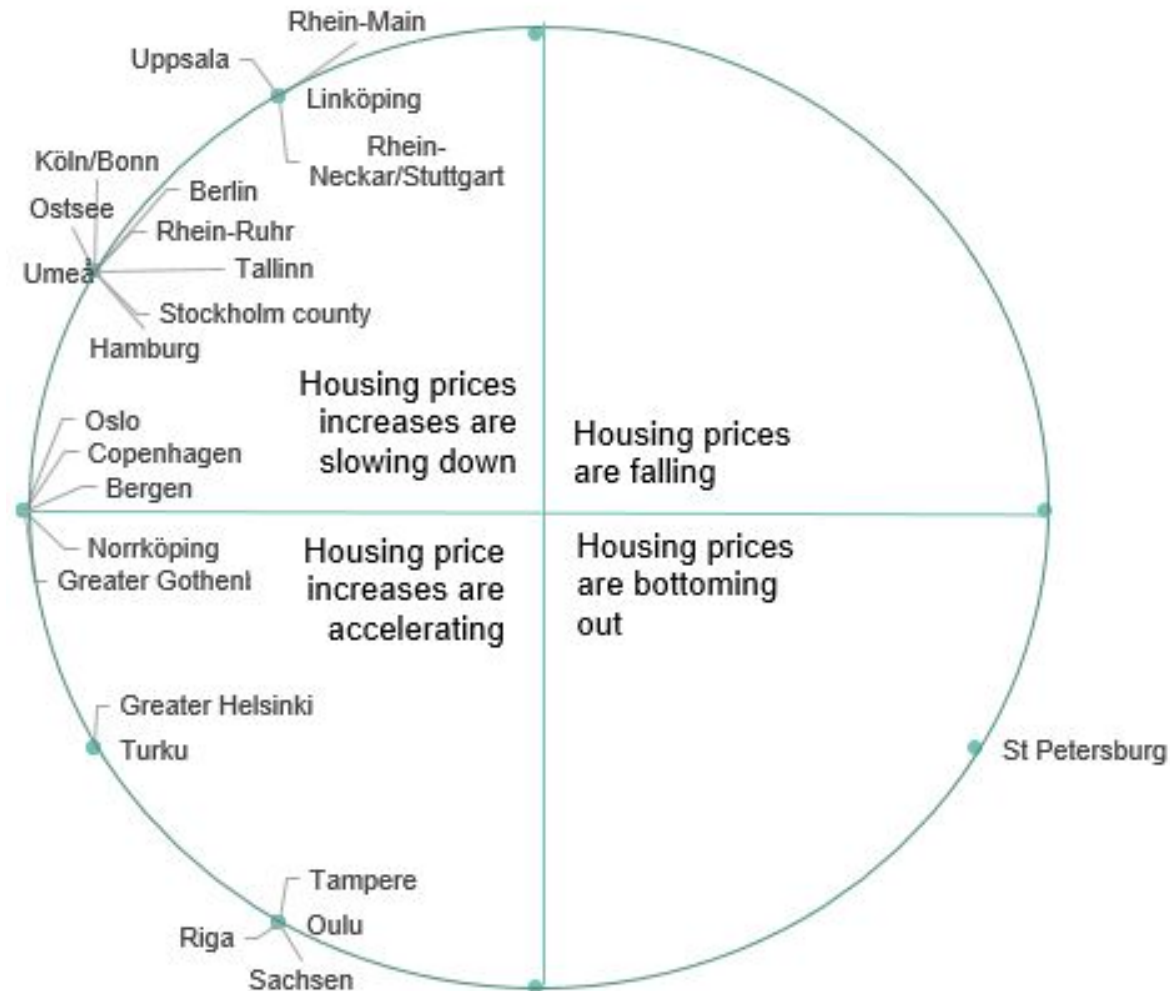 Rhein-Main
Uppsala
Linköping
Rhein-
Neckar/Stuttgart
Köln/Bonn
Berlin
Ostsee
Rhein-Ruhr
Umeå
Tallinn
Stockholm county
Hamburg
Housing prices
increases are
slowing down
Housing prices
are falling
Oslo
Copenhagen
Bergen
Norrköping
Greater Gothenl
Housing price
increases are
accelerating
Housing prices
are bottoming
out
Greater Helsinki
Turku
St Petersburg
Tampere
Oulu
Riga
Sachsen